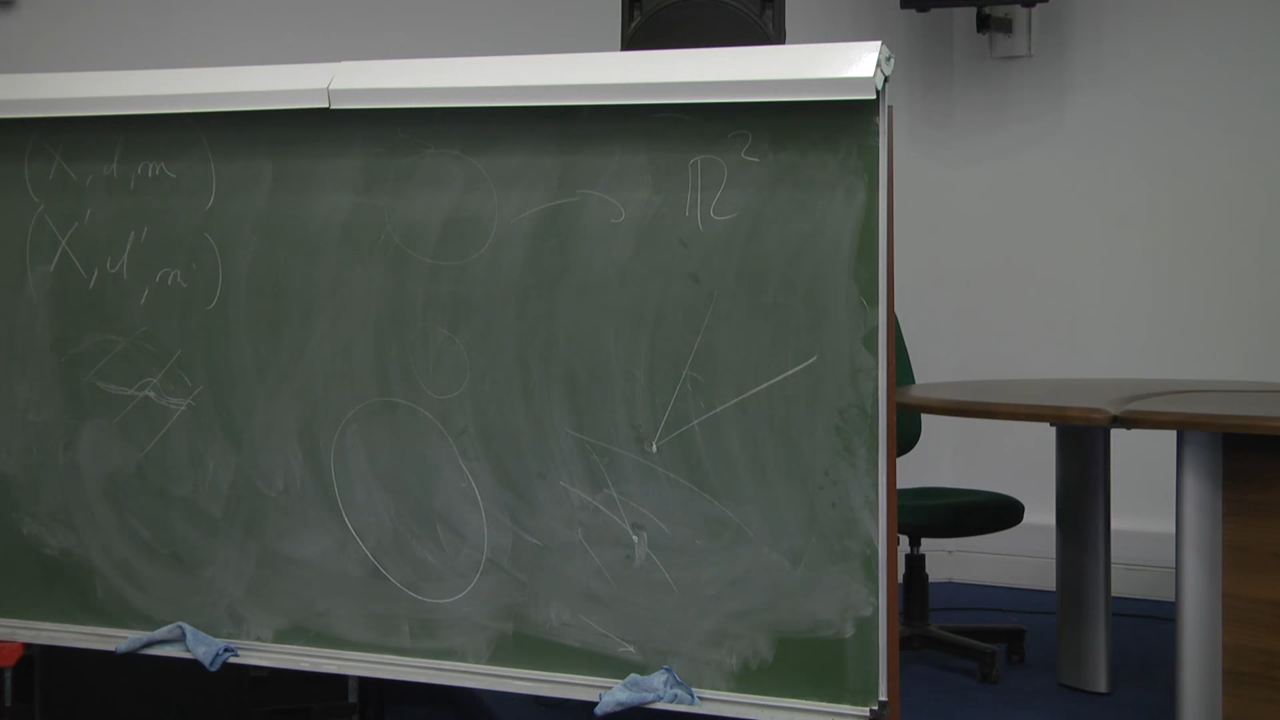 (X, d, m)
(X', d', m')
ℝ²